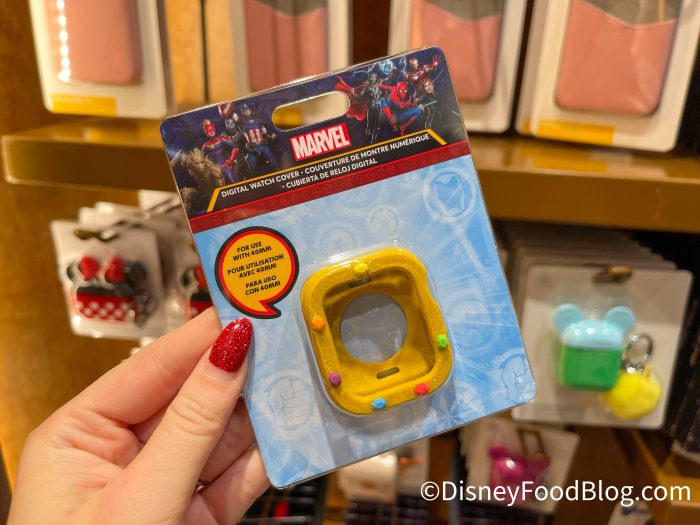 MARVEL
DIGITAL WATCH COVER • COUVERTURE DE MONTRE NUMÉRIQUE
• CUBIERTA DE RELOJ DIGITAL
FOR USE
WITH 40MM
POUR UTILISATION
AVEC 40MM
PARA USO
CON 40MM
©DisneyFoodBlog.com